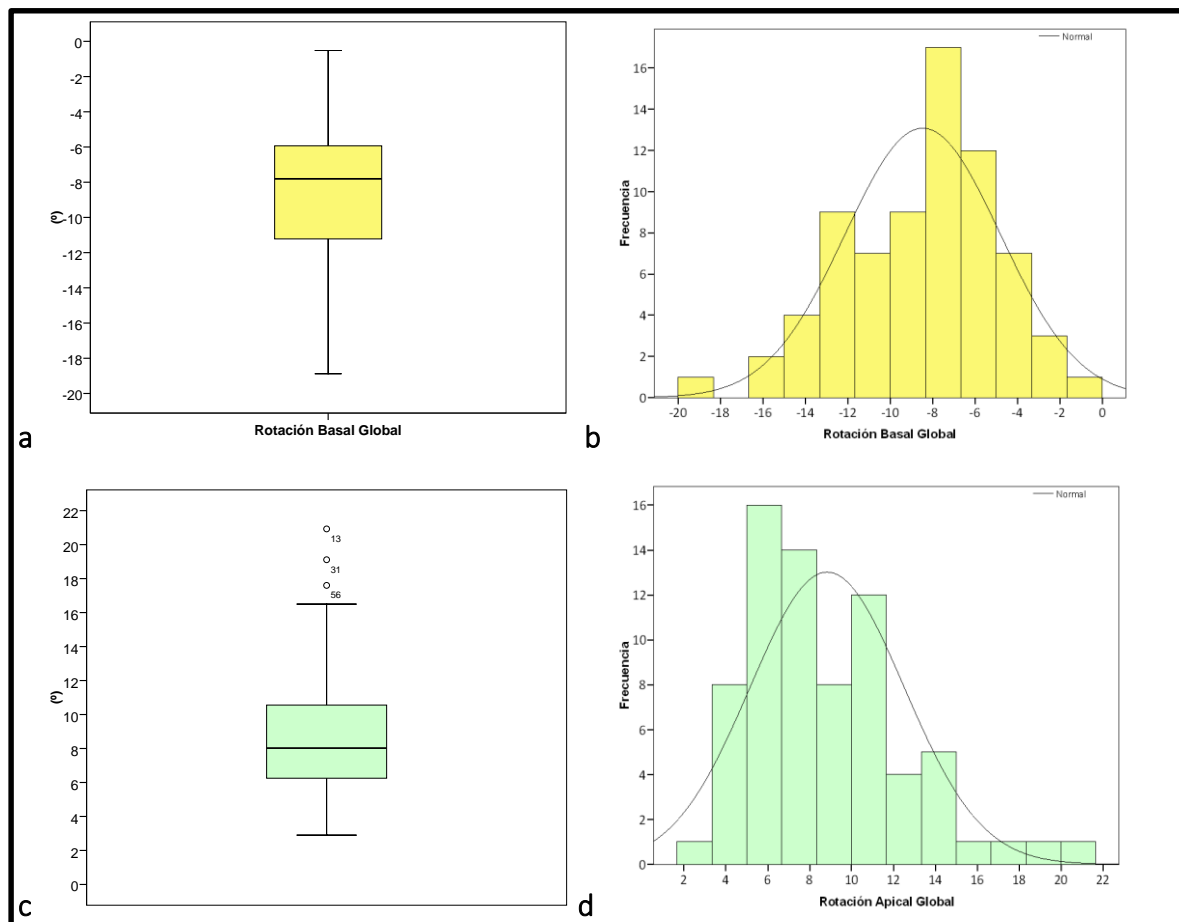 0
-2
-4
-6
-8
-10
-12
-14
-16
-18
-20
(º)
Rotación Basal Global
a
Normal
16
14
12
10
8
6
4
2
0
Frecuencia
-20 -18 -16 -14 -12 -10 -8 -6 -4 -2 0
Rotación Basal Global
b
22
20
18
16
14
12
10
8
6
4
2
0
(º)
13
31
56
c
Normal
16
14
12
10
8
6
4
2
0
Frecuencia
2 4 6 8 10 12 14 16 18 20 22
Rotación Apical Global
d